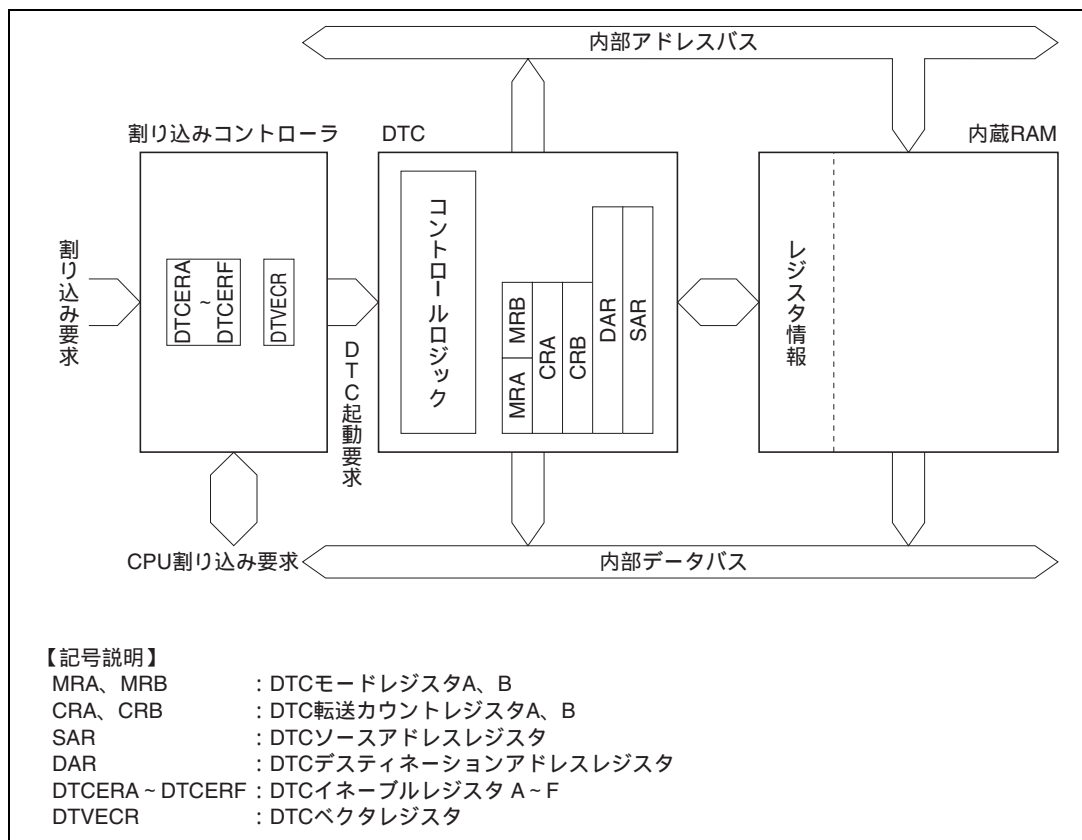 内部アドレスバス
割り込みコントローラ
DTC
内蔵RAM
割り込み要求
DTCERA
~
DTCERF
DTVECR
DTC起動要求
コントロールロジック
MRA
MRB
CRA
CRB
DAR
SAR
レジスタ情報
CPU割り込み要求
内部データバス
【記号説明】
MRA、MRB : DTCモードレジスタA、B
CRA、CRB : DTC転送カウントレジスタA、B
SAR : DTCソースアドレスレジスタ
DAR : DTCデスティネーションアドレスレジスタ
DTCERA ~ DTCERF : DTCイネーブルレジスタ A ~ F
DTVECR : DTCベクタレジスタ